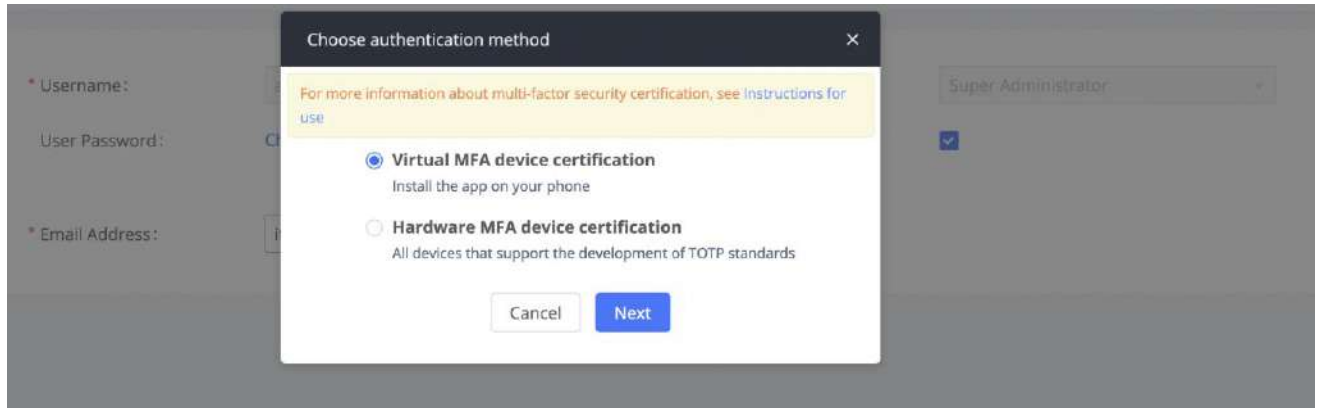 Choose authentication method
* Username:
Super Administrator
For more information about multi-factor security certification, see Instructions for
use
User Password:
Virtual MFA device certification
Install the app on your phone
Hardware MFA device certification
* Email Address:
All devices that support the development of TOTP standards
Cancel
Next